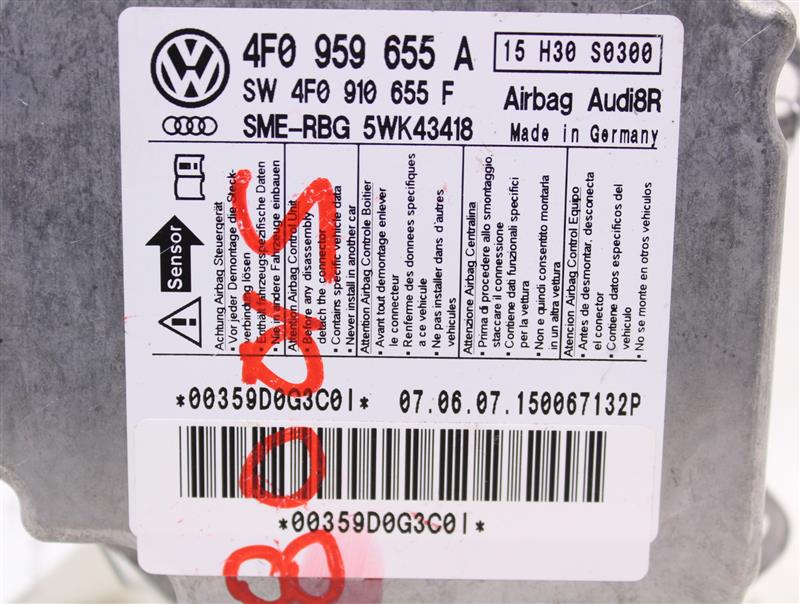 4F0 959 655 A
15 H30 S0300
SW 4F0 910 655 F
Airbag Audi8R
SME-RBG 5WK43418
Made in Germany
Sensor
Achtung Airbag Steuergerät
• Vor jeder Demontage die Steck-
verbindung lösen
• Enthält fahrzeugspezifische Daten
• Nie in andere Fahrzeuge einbauen
Attention Airbag Control Unit
• Before any disassembly
detach the connector
• Contains specific vehicle data
• Never install in another car
Attention Airbag Controle Boitier
• Avant tout demontage enlever
le connecteur
• Renferme des donnees specifiques
a ce vehicule
• Ne pas installer dans d'autres
vehicules
Attenzione Airbag Centralina
• Prima di procedere allo smontaggio,
staccare il connessione
• Contiene dati funzionali specifici
per la vettura
• Non e quindi consentito montarla
in un altra vettura
Atencion Airbag Control Equipo
• Antes de desmontar, desconecta
el conector
• Contiene datos especificos del
vehiculo
• No se monte en otros vehiculos
*00359D0G3C0I*
07.06.07.150067132P
*00359D0G3C0I*